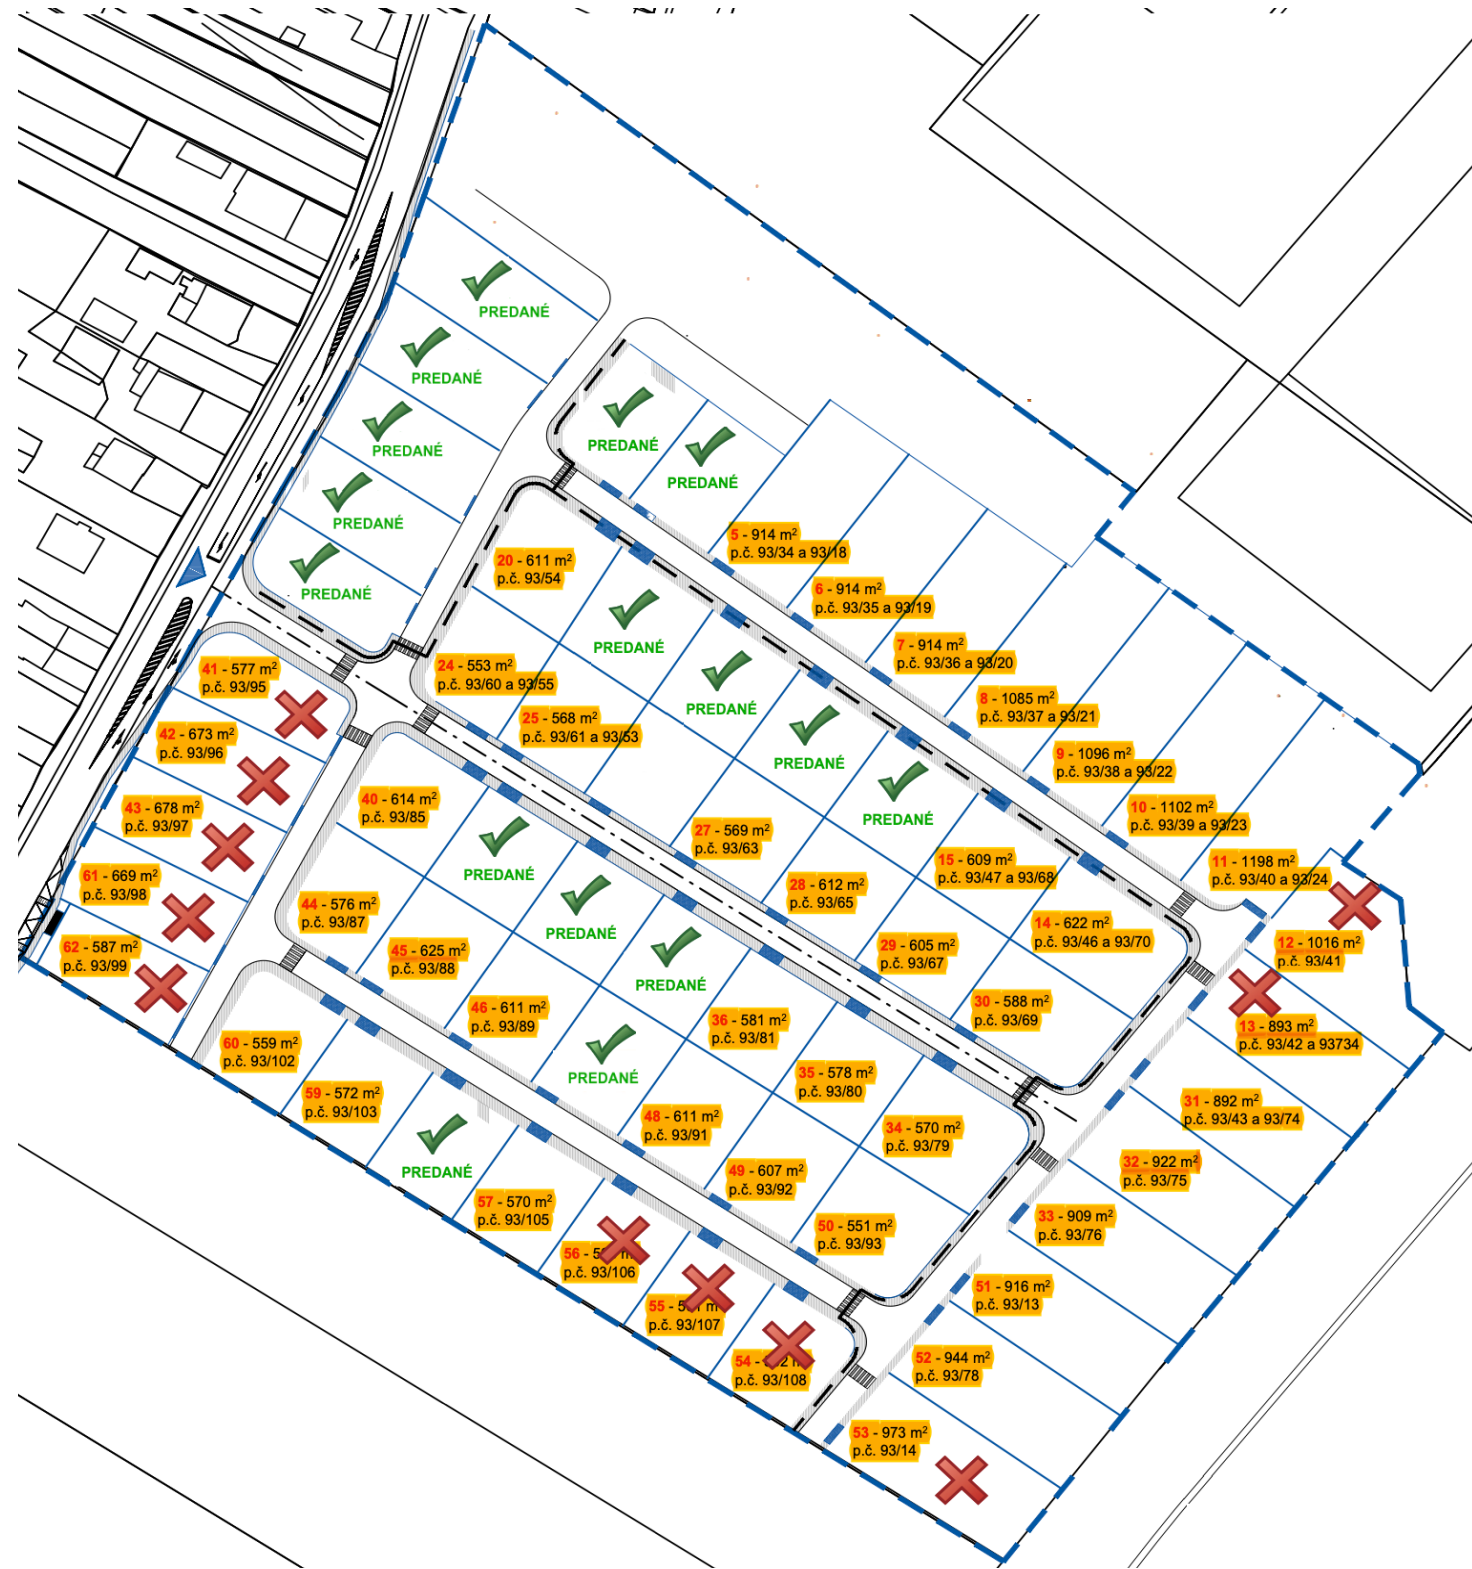 PREDANÉ
PREDANÉ
PREDANÉ
PREDANÉ
PREDANÉ
PREDANÉ
PREDANÉ
5 - 914 m²
p.č. 93/34 a 93/18
20 - 611 m²
p.č. 93/54
6 - 914 m²
p.č. 93/35 a 93/19
PREDANÉ
7 - 914 m²
p.č. 93/36 a 93/20
24 - 553 m²
p.č. 93/60 a 93/55
41 - 577 m²
p.č. 93/95
PREDANÉ
8 - 1085 m²
p.č. 93/37 a 93/21
25 - 568 m²
p.č. 93/61 a 93/53
42 - 673 m²
p.č. 93/96
PREDANÉ
9 - 1096 m²
p.č. 93/38 a 93/22
40 - 614 m²
p.č. 93/85
43 - 678 m²
p.č. 93/97
PREDANÉ
10 - 1102 m²
p.č. 93/39 a 93/23
27 - 569 m²
p.č. 93/63
PREDANÉ
15 - 609 m²
p.č. 93/47 a 93/68
11 - 1198 m²
p.č. 93/40 a 93/24
61 - 669 m²
p.č. 93/98
28 - 612 m²
p.č. 93/65
44 - 576 m²
p.č. 93/87
PREDANÉ
14 - 622 m²
p.č. 93/46 a 93/70
12 - 1016 m²
p.č. 93/41
62 - 587 m²
p.č. 93/99
45 - 625 m²
p.č. 93/88
29 - 605 m²
p.č. 93/67
PREDANÉ
46 - 611 m²
p.č. 93/89
30 - 588 m²
p.č. 93/69
36 - 581 m²
p.č. 93/81
13 - 893 m²
p.č. 93/42 a 93734
60 - 559 m²
p.č. 93/102
PREDANÉ
35 - 578 m²
p.č. 93/80
59 - 572 m²
p.č. 93/103
31 - 892 m²
p.č. 93/43 a 93/74
48 - 611 m²
p.č. 93/91
34 - 570 m²
p.č. 93/79
PREDANÉ
49 - 607 m²
p.č. 93/92
32 - 922 m²
p.č. 93/75
57 - 570 m²
p.č. 93/105
33 - 909 m²
p.č. 93/76
50 - 551 m²
p.č. 93/93
56 -
p.č. 93/106
51 - 916 m²
p.č. 93/13
55 -
p.č. 93/107
54 -
p.č. 93/108
52 - 944 m²
p.č. 93/78
53 - 973 m²
p.č. 93/14